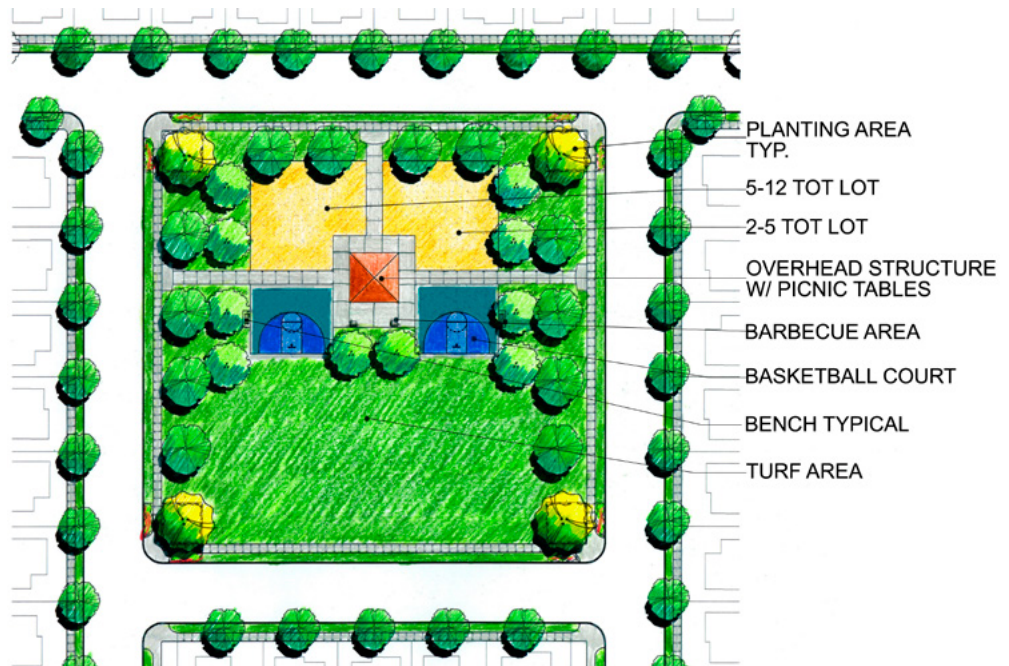 PLANTING AREA
TYP.
5-12 TOT LOT
2-5 TOT LOT
OVERHEAD STRUCTURE
W/ PICNIC TABLES
BARBECUE AREA
BASKETBALL COURT
BENCH TYPICAL
TURF AREA